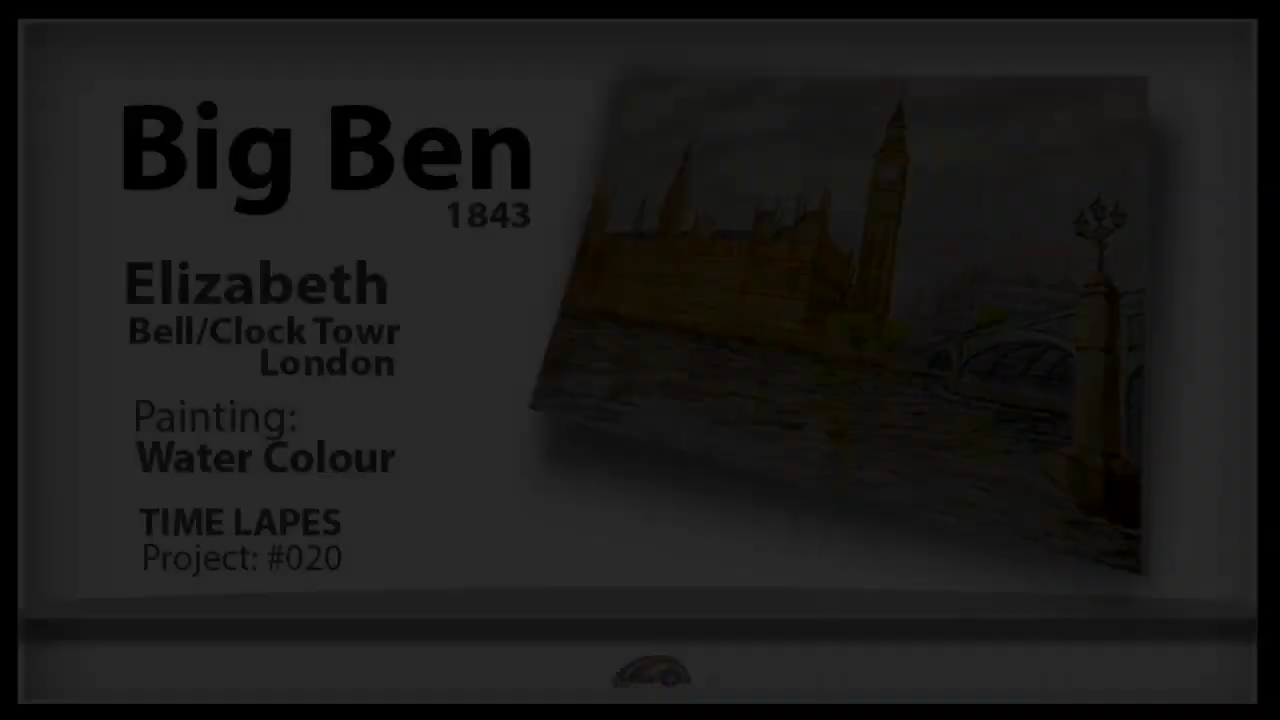 Big Ben
1843
Elizabeth
Bell/Clock Towr
London
Painting:
Water Colour
TIME LAPES
Project: #020